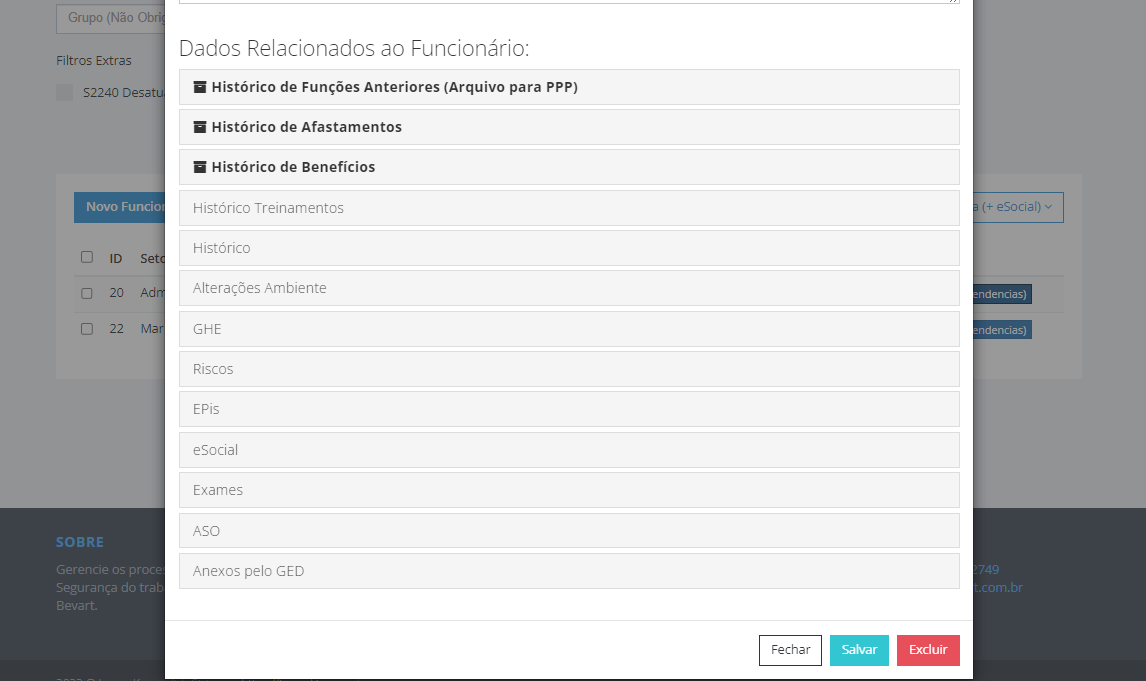 Grupo (Não Obrig
Filtros Extras
S2240 Desatua
Dados Relacionados ao Funcionário:
Histórico de Funções Anteriores (Arquivo para PPP)
Histórico de Afastamentos
Histórico de Benefícios
Histórico Treinamentos
Histórico
Alterações Ambiente
GHE
Riscos
EPis
eSocial
Exames
ASO
Anexos pelo GED
Fechar Salvar Excluir
Novo Funcion
a (+ eSocial)
ID Seto
20 Adm
endencias)
22 Mar
endencias)
SOBRE
Gerencie os proces
Segurança do trab
Bevart.
2749
t.com.br